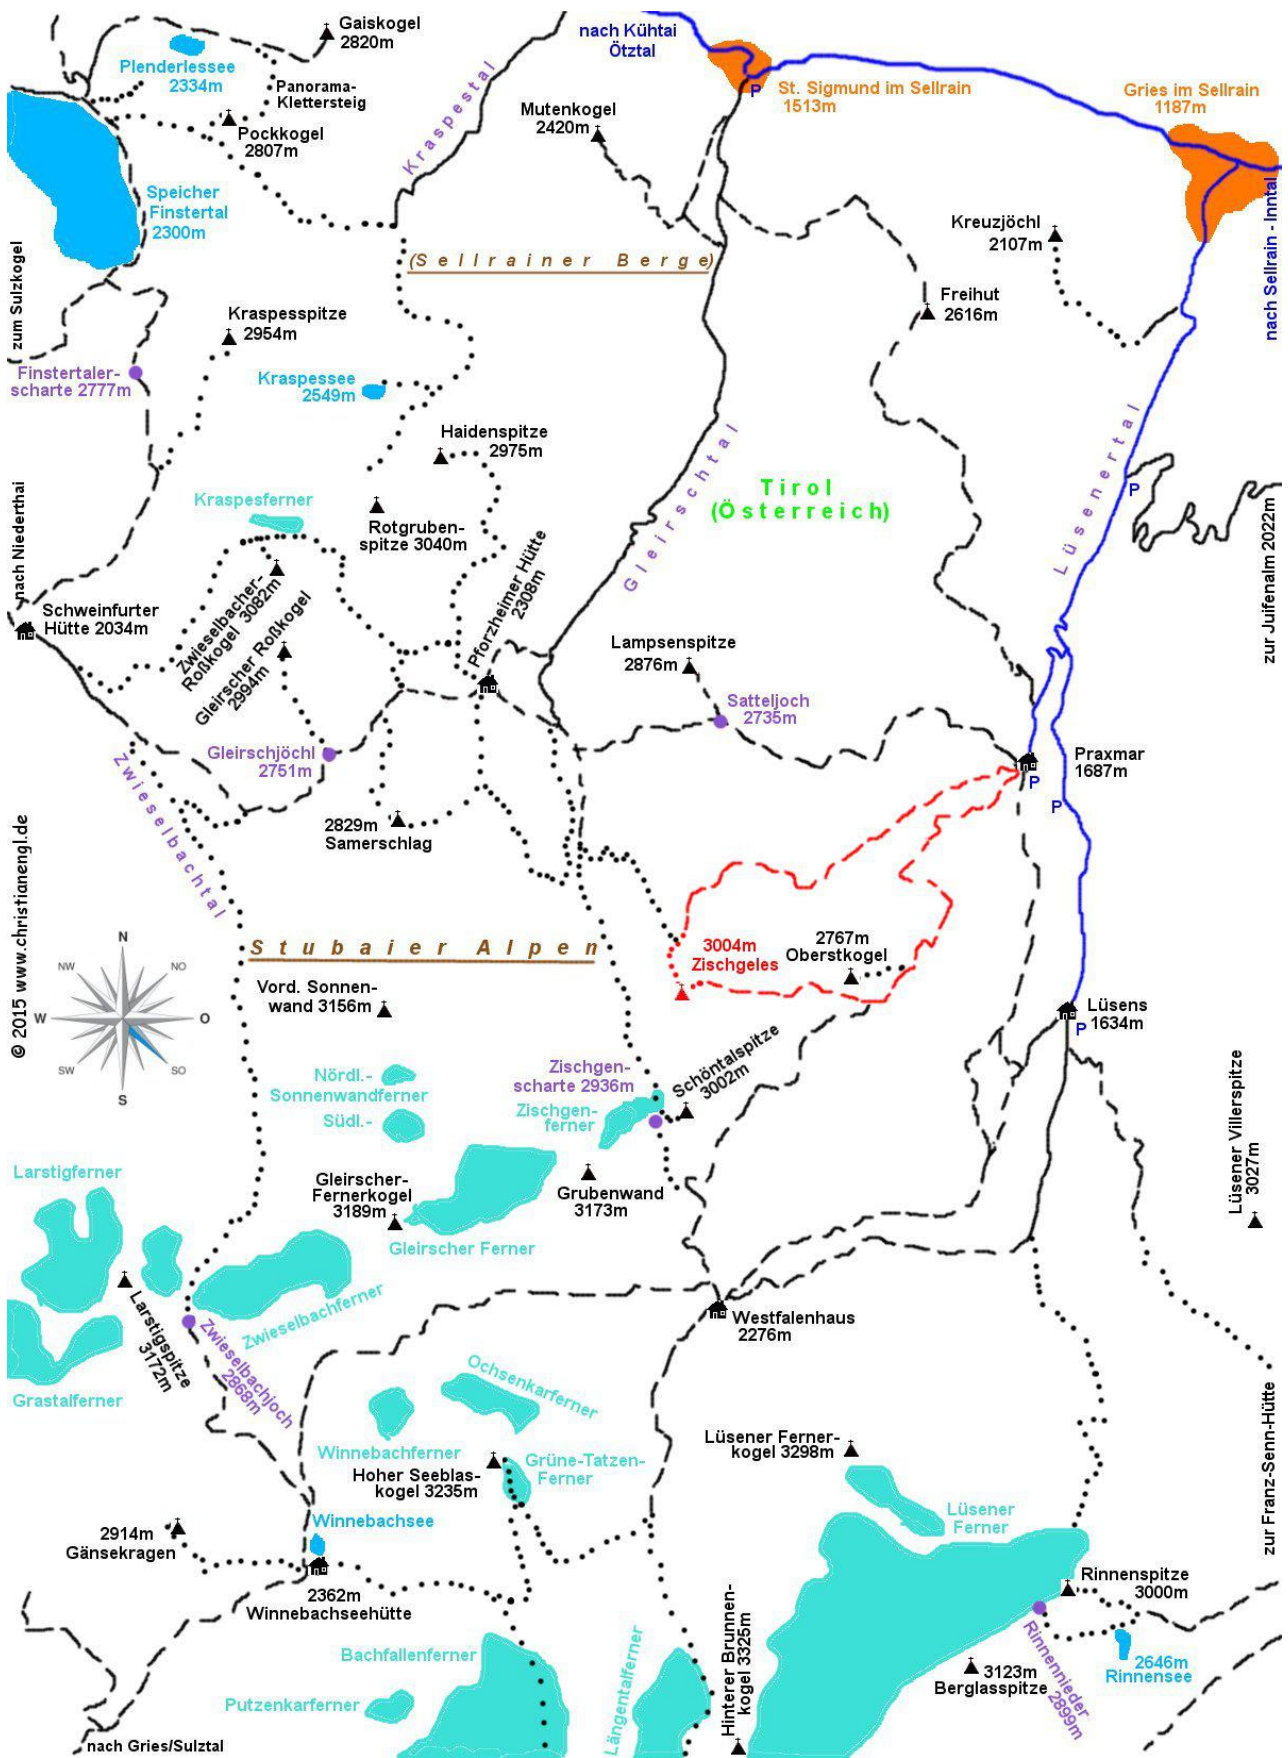 Gaiskogel
2820m
nach Kühtai
Ötztal
Plenderlessee
2334m
Panorama-
Klettersteig
St. Sigmund im Sellrain
1513m
P
Gries im Sellrain
1187m
Kraspestal
Mutenkogel
2420m
Pockkogel
2807m
Speicher
Finstertal
2300m
Kreuzjöchl
2107m
nach Sellrain - Inntal
zum Sulzkogel
(Sellrainer Berge)
Kraspesspitze
2954m
Freihut
2616m
Finstertaler-
scharte 2777m
Kraspessee
2549m
Haidenspitze
2975m
Gleirschtal
Lüsenertal
P
Tirol
(Österreich)
Kraspesferner
Rotgruben-
spitze 3040m
zur Juifenalm 2022m
nach Niederthai
Schweinfurter
Hütte 2034m
Zwieselbacher-
Roßkogel 3082m
Gleirscher Roßkogel
2994m
Pforzheimer Hütte
2308m
Lampsenspitze
2876m
Satteljoch
2735m
Gleirschjöchl
2751m
Praxmar
1687m
P
P
Zwieselbachtal
2829m
Samerschlag
© 2015 www.christianengl.de
N
NW
NO
W
O
SW
SO
S
Stubaier Alpen
3004m
Zischgeles
2767m
Oberstkogel
Vord. Sonnen-
wand 3156m
Lüsens
1634m
P
Nördl.-
Sonnenwandferner
Südl.-
Zischgen-
scharte 2936m
Zischgen-
ferner
Schöntalspitze
3002m
Lüsener Villerspitze
3027m
Larstigferner
Gleirscher-
Fernerkogel
3189m
Grubenwand
3173m
Gleirscher Ferner
Larstigspitze
3172m
Zwieselbachferner
Zwieselbachjoch
2868m
Westfalenhaus
2276m
Grastalferner
Ochsenkarferner
Winnebachferner
Hoher Seeblas-
kogel 3235m
Grüne-Tatzen-
Ferner
Lüsener Ferner-
kogel 3298m
zur Franz-Senn-Hütte
Winnebachsee
2914m
Gänsekragen
Lüsener
Ferner
2362m
Winnebachseehütte
Rinnenspitze
3000m
Bachfallenferner
Längentalferner
Hinterer Brunnen-
kogel 3325m
Rinnennieder
2899m
2646m
Rinnensee
3123m
Berglasspitze
Putzenkarferner
nach Gries/Sulztal